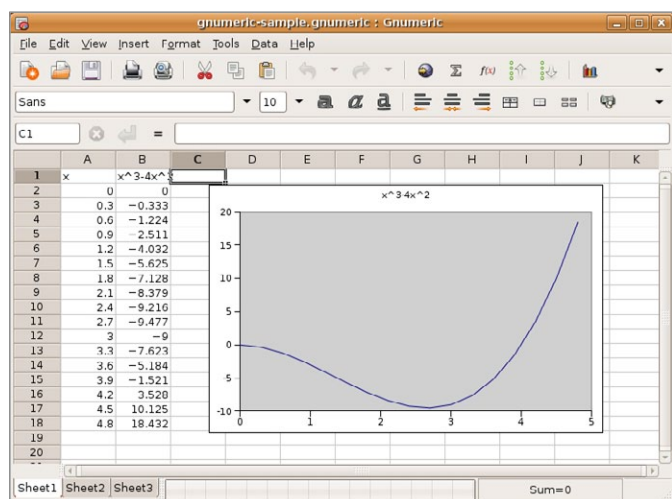 gnumeric-sample.gnumeric : Gnumeric
File Edit View Insert Format Tools Data Help
Sans 10
C1 =
A B C D E F G H I J K
1 x x^3-4x^2
2 0 0
3 0.3 −0.333
4 0.6 −1.224
5 0.9 −2.511
6 1.2 −4.032
7 1.5 −5.625
8 1.8 −7.128
9 2.1 −8.379
10 2.4 −9.216
11 2.7 −9.477
12 3 −9
13 3.3 −7.623
14 3.6 −5.184
15 3.9 −1.521
16 4.2 3.528
17 4.5 10.125
18 4.8 18.432
19
20
x^3-4x^2
20
15
10
5
0
-5
-10
0 1 2 3 4 5
Sheet1 Sheet2 Sheet3 Sum=0